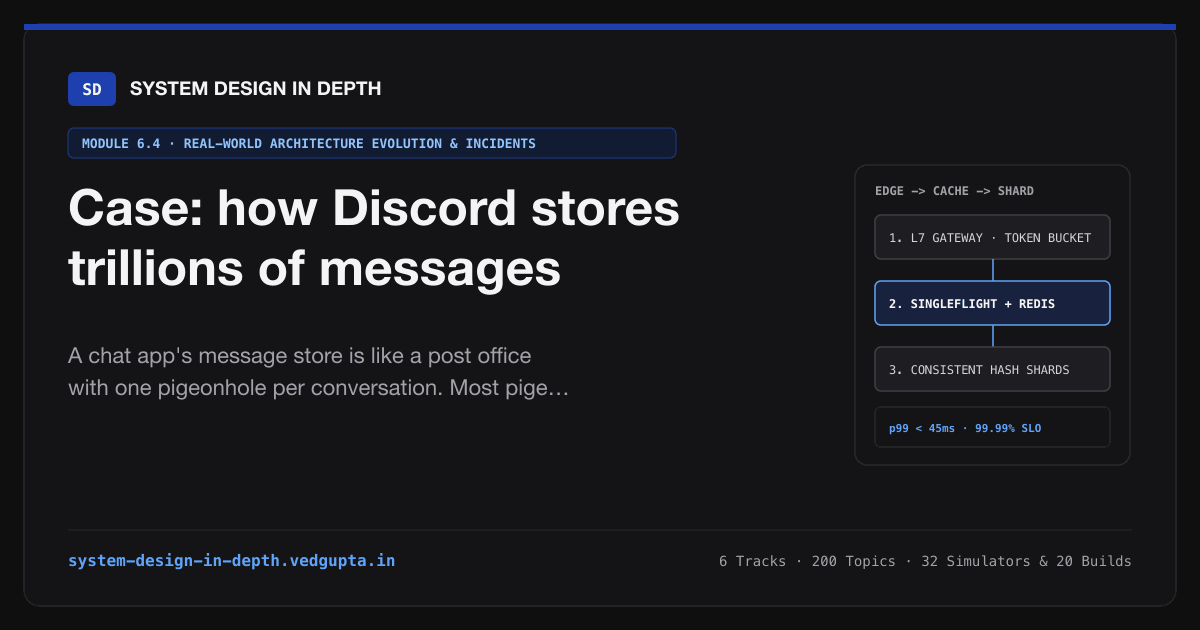 SD SYSTEM DESIGN IN DEPTH
MODULE 6.4 · REAL-WORLD ARCHITECTURE EVOLUTION & INCIDENTS
Case: how Discord stores
trillions of messages
A chat app's message store is like a post office
with one pigeonhole per conversation. Most pige…
EDGE -> CACHE -> SHARD
1. L7 GATEWAY · TOKEN BUCKET
2. SINGLEFLIGHT + REDIS
3. CONSISTENT HASH SHARDS
p99 < 45ms · 99.99% SLO
system-design-in-depth.vedgupta.in
6 Tracks · 200 Topics · 32 Simulators & 20 Builds